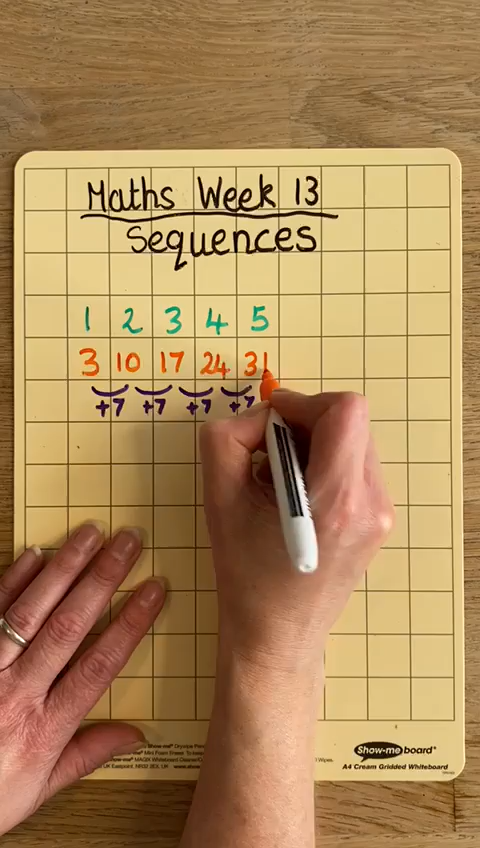 Maths Week 13
Sequences
1 2 3 4 5
3 10 17 24 31
+7 +7 +7 +7
Show-me board®
A4 Cream Gridded Whiteboard